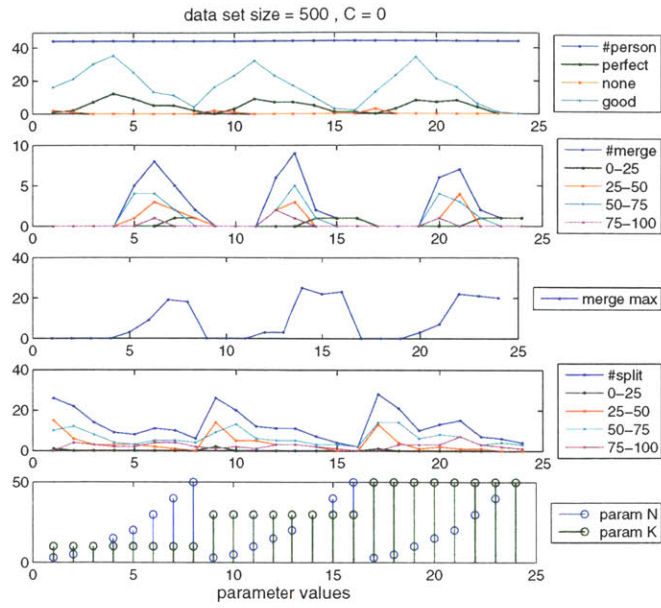 data set size = 500 , C = 0
40
20
0
0 5 10 15 20 25
#person
perfect
none
good
10
5
0
0 5 10 15 20 25
#merge
0-25
25-50
50-75
75-100
40
20
0
0 5 10 15 20 25
merge max
40
20
0
0 5 10 15 20 25
#split
0-25
25-50
50-75
75-100
50
0
0 5 10 15 20 25
param N
param K
parameter values